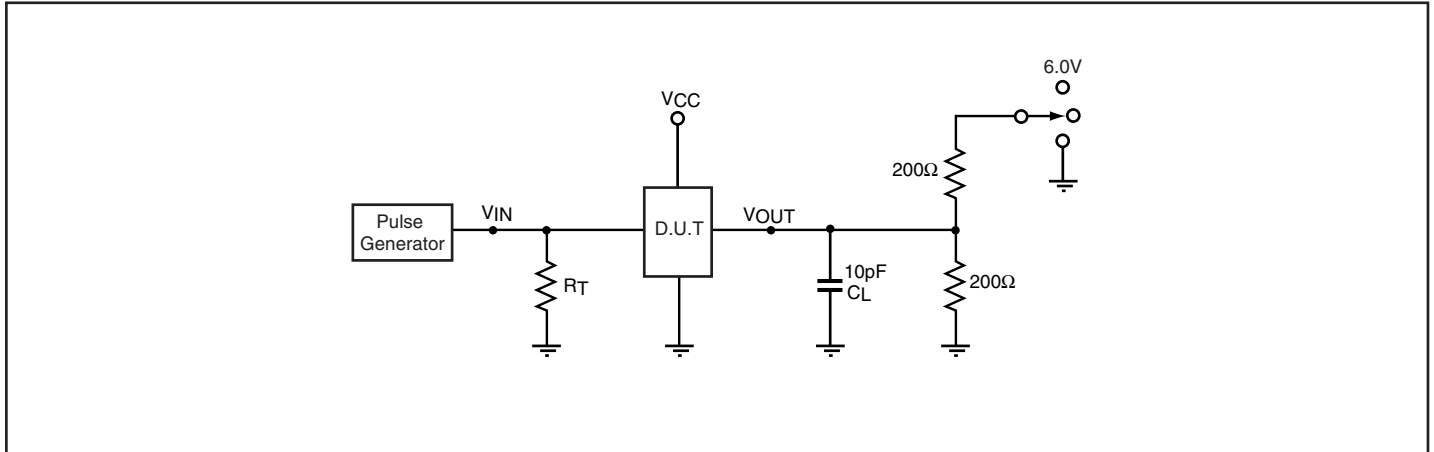 6.0V
VCC
200Ω
Pulse
Generator
VIN
D.U.T
VOUT
RT
10pF
CL
200Ω